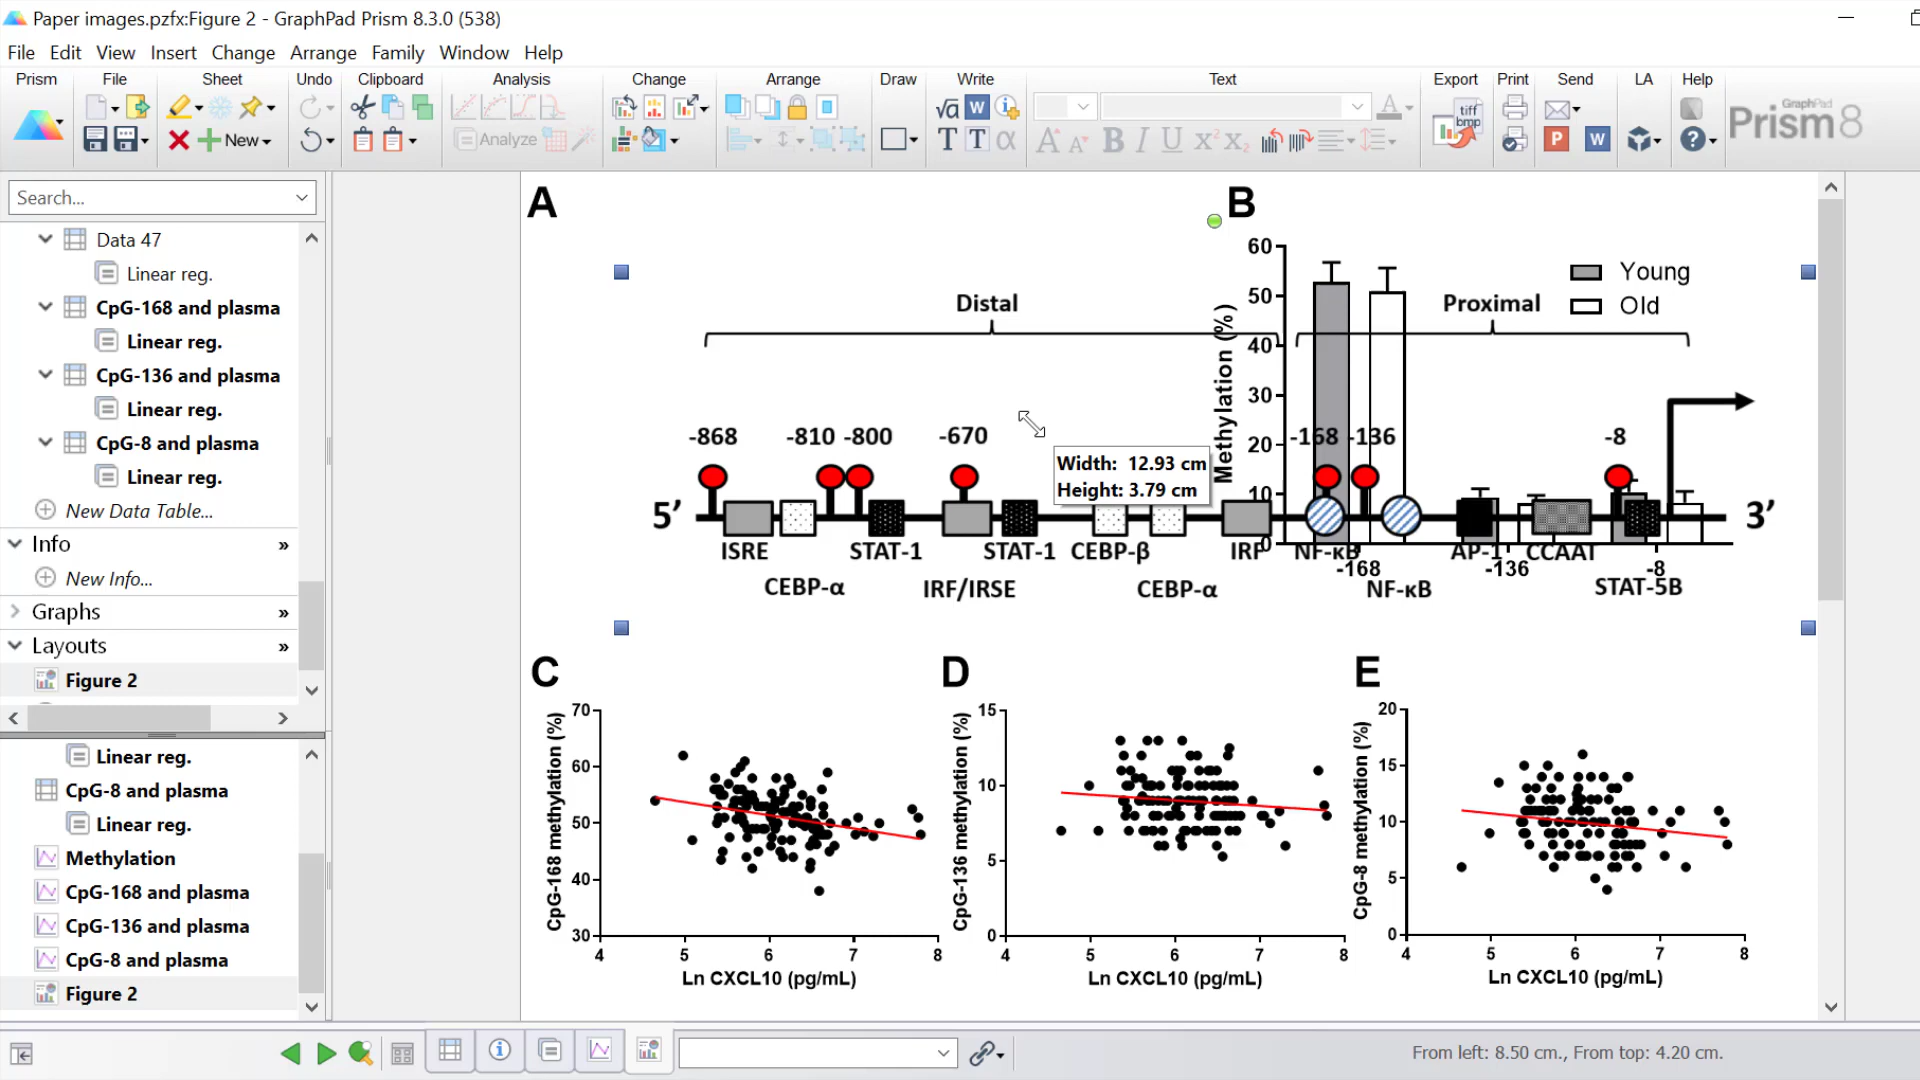 Paper images.pzfx:Figure 2 - GraphPad Prism 8.3.0 (538)
File Edit View Insert Change Arrange Family Window Help
Prism File Sheet Undo Clipboard Analysis Change Arrange Draw Write Text Export Print Send LA Help
New
Analyze
tiff
bmp
GraphPad
Prism 8
Search...
Data 47
Linear reg.
CpG-168 and plasma
Linear reg.
CpG-136 and plasma
Linear reg.
CpG-8 and plasma
Linear reg.
New Data Table...
Info
New Info...
Graphs
Layouts
Figure 2
Linear reg.
CpG-8 and plasma
Linear reg.
Methylation
CpG-168 and plasma
CpG-136 and plasma
CpG-8 and plasma
Figure 2
A
Distal
Proximal
-868 -810 -800 -670 -168 -136 -8
Width: 12.93 cm
Height: 3.79 cm
5’ 3’
ISRE STAT-1 STAT-1 CEBP-β IRF NF-κB AP-1 CCAAT
CEBP-α IRF/IRSE CEBP-α NF-κB STAT-5B
B
Methylation (%)
60
50
40
30
20
10
0
Young
Old
-168 -136 -8
C
CpG-168 methylation (%)
70
60
50
40
30
4 5 6 7 8
Ln CXCL10 (pg/mL)
D
CpG-136 methylation (%)
15
10
5
0
4 5 6 7 8
Ln CXCL10 (pg/mL)
E
CpG-8 methylation (%)
20
15
10
5
0
4 5 6 7 8
Ln CXCL10 (pg/mL)
From left: 8.50 cm., From top: 4.20 cm.